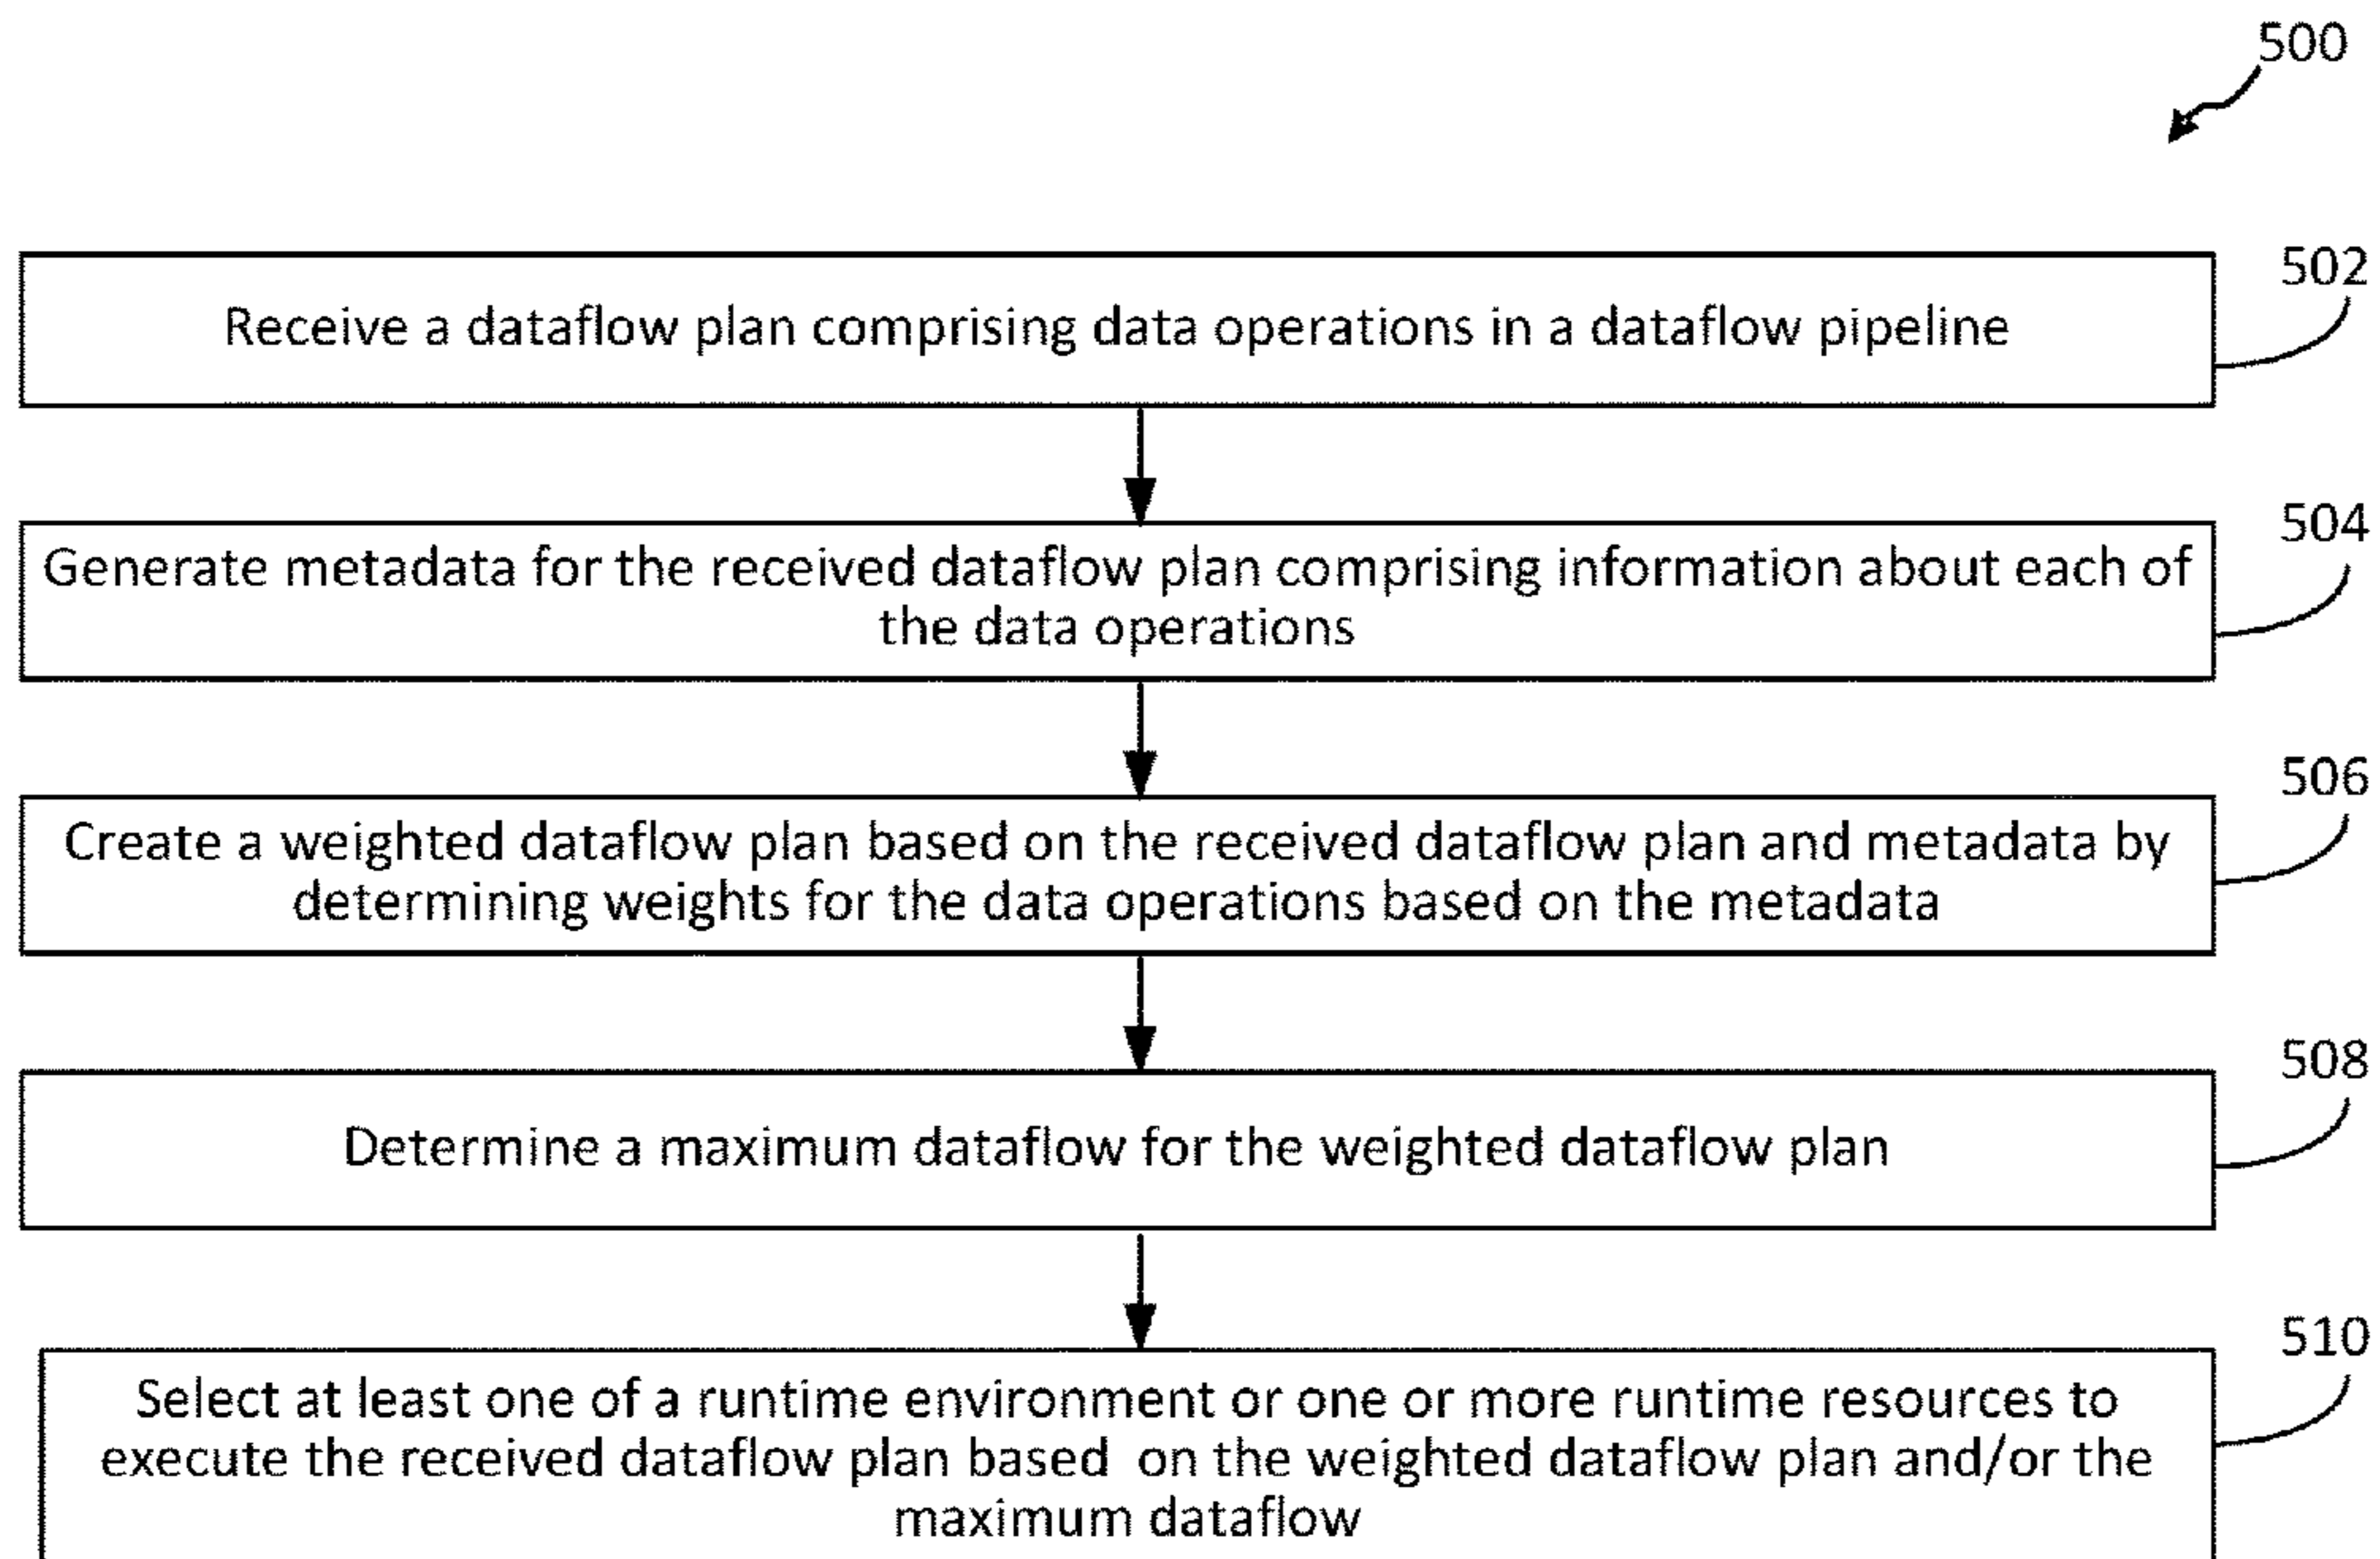 500
502
Receive a dataflow plan comprising data operations in a dataflow pipeline
504
Generate metadata for the received dataflow plan comprising information about each of
the data operations
506
Create a weighted dataflow plan based on the received dataflow plan and metadata by
determining weights for the data operations based on the metadata
508
Determine a maximum dataflow for the weighted dataflow plan
510
Select at least one of a runtime environment or one or more runtime resources to
execute the received dataflow plan based on the weighted dataflow plan and/or the
maximum dataflow